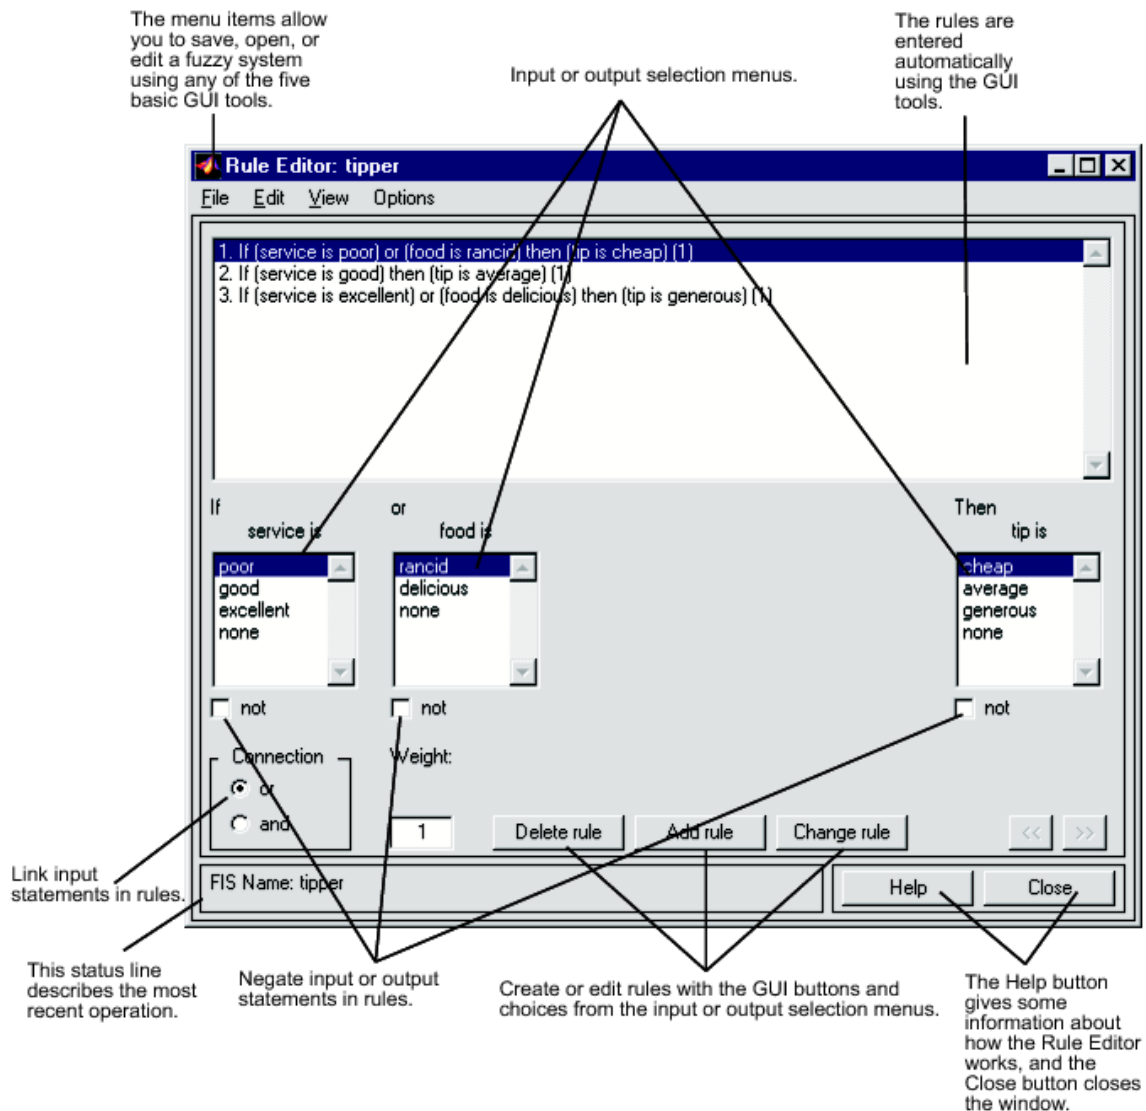 The menu items allow
you to save, open, or
edit a fuzzy system
using any of the five
basic GUI tools.
Input or output selection menus.
The rules are
entered
automatically
using the GUI
tools.
Rule Editor: tipper
File Edit View Options
1. If (service is poor) or (food is rancid) then (tip is cheap) (1)
2. If (service is good) then (tip is average) (1)
3. If (service is excellent) or (food is delicious) then (tip is generous) (1)
If
service is
or
food is
Then
tip is
poor
good
excellent
none
rancid
delicious
none
cheap
average
generous
none
not
not
not
Connection
or
and
Weight:
1
Delete rule
Add rule
Change rule
<<
>>
FIS Name: tipper
Help
Close
Link input
statements in rules.
This status line
describes the most
recent operation.
Negate input or output
statements in rules.
Create or edit rules with the GUI buttons and
choices from the input or output selection menus.
The Help button
gives some
information about
how the Rule Editor
works, and the
Close button closes
the window.